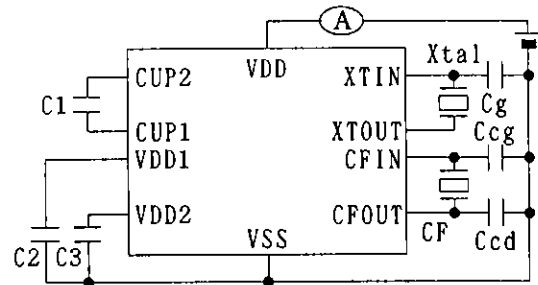 A
VDD
Xtal
CUP2
XTIN
C1
Cg
CUP1
XTOUT
Ccg
VDD1
CFIN
VDD2
CFOUT
VSS
CF
Ccd
C2
C3